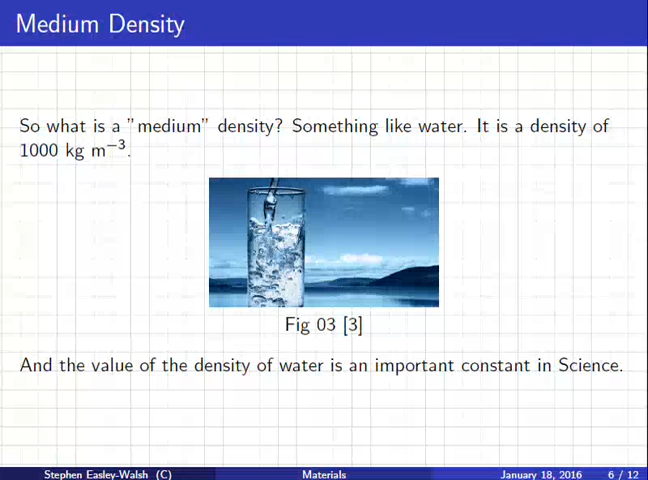 Medium Density
So what is a "medium" density? Something like water. It is a density of
1000 kg m⁻³.
Fig 03 [3]
And the value of the density of water is an important constant in Science.
Stephen Easley-Walsh (C) Materials January 18, 2016 6 / 12